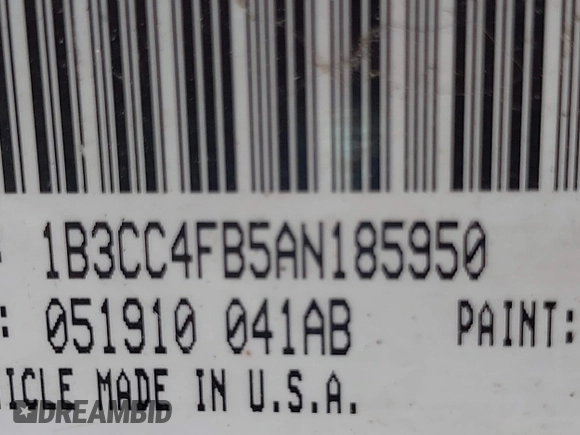 1B3CC4FB5AN185950
: 051910 041AB PAINT:
ICLE MADE IN U.S.A.
DREAMBID